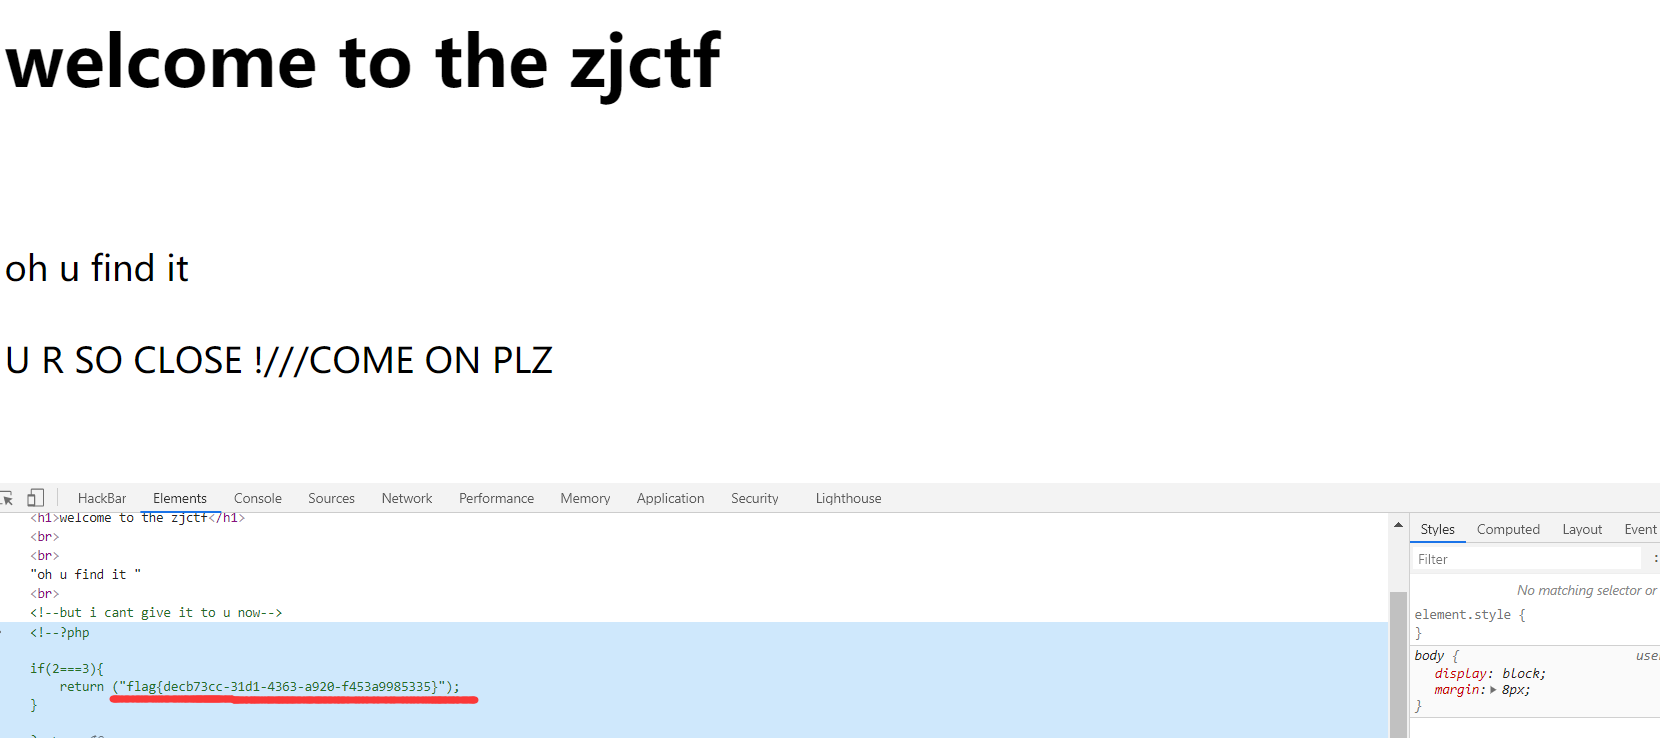 welcome to the zjctf
oh u find it
U R SO CLOSE !///COME ON PLZ
HackBar Elements Console Sources Network Performance Memory Application Security Lighthouse
<h1>welcome to the zjctf</h1>
<br>
<br>
"oh u find it "
<br>
<!--but i cant give it to u now-->
<!--?php
if(2===3){
return ("flag{decb73cc-31d1-4363-a920-f453a9985335}");
}
Styles Computed Layout Event
Filter
No matching selector or
element.style {
}
body {
use
display: block;
margin: 8px;
}